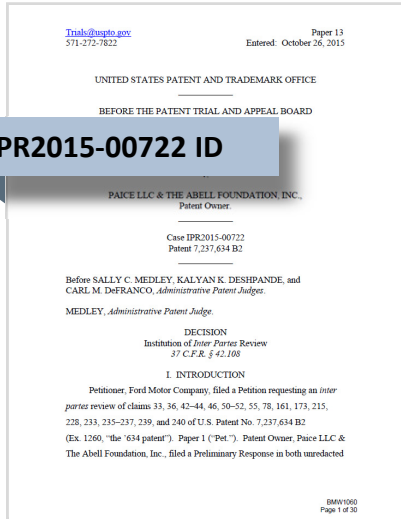 Trials@uspto.gov Paper 13
571-272-7822 Entered: October 26, 2015
UNITED STATES PATENT AND TRADEMARK OFFICE
BEFORE THE PATENT TRIAL AND APPEAL BOARD
PR2015-00722 ID
PAICE LLC & THE ABELL FOUNDATION, INC.,
Patent Owner.
Case IPR2015-00722
Patent 7,237,634 B2
Before SALLY C. MEDLEY, KALYAN K. DESHPANDE, and
CARL M. DeFRANCO, Administrative Patent Judges.
MEDLEY, Administrative Patent Judge.
DECISION
Institution of Inter Partes Review
37 C.F.R. § 42.108
I. INTRODUCTION
Petitioner, Ford Motor Company, filed a Petition requesting an inter
partes review of claims 33, 36, 42–44, 46, 50–52, 55, 78, 161, 173, 215,
228, 233, 235–237, 239, and 240 of U.S. Patent No. 7,237,634 B2
(Ex. 1260, “the ’634 patent”). Paper 1 (“Pet.”). Patent Owner, Paice LLC &
The Abell Foundation, Inc., filed a Preliminary Response in both unredacted
BMW1060
Page 1 of 30